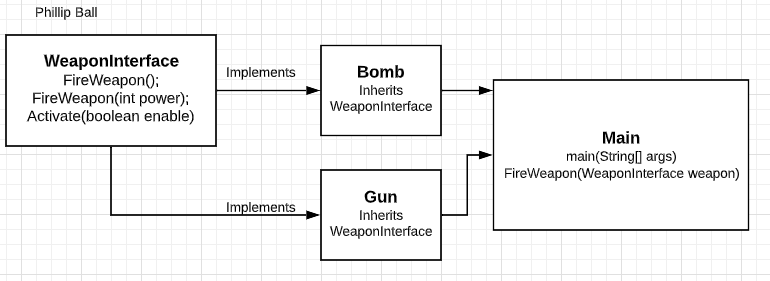 Phillip Ball
WeaponInterface
FireWeapon();
FireWeapon(int power);
Activate(boolean enable)
Implements
Bomb
Inherits
WeaponInterface
Implements
Gun
Inherits
WeaponInterface
Main
main(String[] args)
FireWeapon(WeaponInterface weapon)